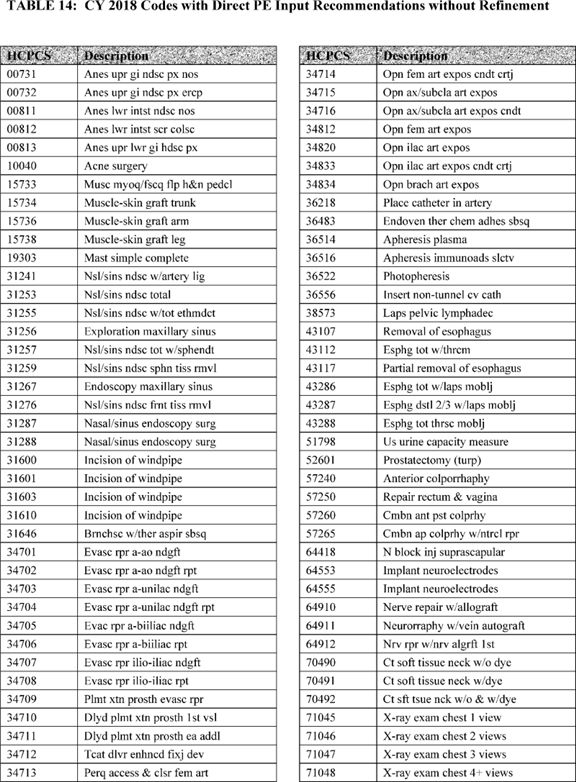 TABLE 14: CY 2018 Codes with Direct PE Input Recommendations without Refinement
HCPCS Description
00731 Anes upr gi ndsc px nos
00732 Anes upr gi ndsc px ercp
00811 Anes lwr intst ndsc nos
00812 Anes lwr intst scr colsc
00813 Anes upr lwr gi hdsc px
10040 Acne surgery
15733 Musc myoq/fscq flp h&n pedcl
15734 Muscle-skin graft trunk
15736 Muscle-skin graft arm
15738 Muscle-skin graft leg
19303 Mast simple complete
31241 Nsl/sins ndsc w/artery lig
31253 Nsl/sins ndsc total
31255 Nsl/sins ndsc w/tot ethmdct
31256 Exploration maxillary sinus
31257 Nsl/sins ndsc tot w/sphendt
31259 Nsl/sins ndsc sphn tiss rmvl
31267 Endoscopy maxillary sinus
31276 Nsl/sins ndsc frnt tiss rmvl
31287 Nasal/sinus endoscopy surg
31288 Nasal/sinus endoscopy surg
31600 Incision of windpipe
31601 Incision of windpipe
31603 Incision of windpipe
31610 Incision of windpipe
31646 Brnchsc w/ther aspir sbsq
34701 Evasc rpr a-ao ndgft
34702 Evasc rpr a-ao ndgft rpt
34703 Evasc rpr a-unilac ndgft
34704 Evasc rpr a-unilac ndgft rpt
34705 Evac rpr a-biiliac ndgft
34706 Evasc rpr a-biiliac rpt
34707 Evasc rpr ilio-iliac ndgft
34708 Evasc rpr ilio-iliac rpt
34709 Plmt xtn prosth evasc rpr
34710 Dlyd plmt xtn prosth 1st vsl
34711 Dlyd plmt xtn prosth ea addl
34712 Tcat dlvr enhncd fixj dev
34713 Perq access & clsr fem art
HCPCS Description
34714 Opn fem art expos cndt crtj
34715 Opn ax/subcla art expos
34716 Opn ax/subcla art expos cndt
34812 Opn fem art expos
34820 Opn ilac art expos
34833 Opn ilac art expos cndt crtj
34834 Opn brach art expos
36218 Place catheter in artery
36483 Endoven ther chem adhes sbsq
36514 Apheresis plasma
36516 Apheresis immunoads slctv
36522 Photopheresis
36556 Insert non-tunnel cv cath
38573 Laps pelvic lymphadec
43107 Removal of esophagus
43112 Esphg tot w/thrcm
43117 Partial removal of esophagus
43286 Esphg tot w/laps moblj
43287 Esphg dstl 2/3 w/laps moblj
43288 Esphg tot thrsc moblj
51798 Us urine capacity measure
52601 Prostatectomy (turp)
57240 Anterior colporrhaphy
57250 Repair rectum & vagina
57260 Cmbn ant pst colprhy
57265 Cmbn ap colprhy w/ntrcl rpr
64418 N block inj suprascapular
64553 Implant neuroelectrodes
64555 Implant neuroelectrodes
64910 Nerve repair w/allograft
64911 Neurorraphy w/vein autograft
64912 Nrv rpr w/nrv algrft 1st
70490 Ct soft tissue neck w/o dye
70491 Ct soft tissue neck w/dye
70492 Ct sft tsue nck w/o & w/dye
71045 X-ray exam chest 1 view
71046 X-ray exam chest 2 views
71047 X-ray exam chest 3 views
71048 X-ray exam chest 4+ views